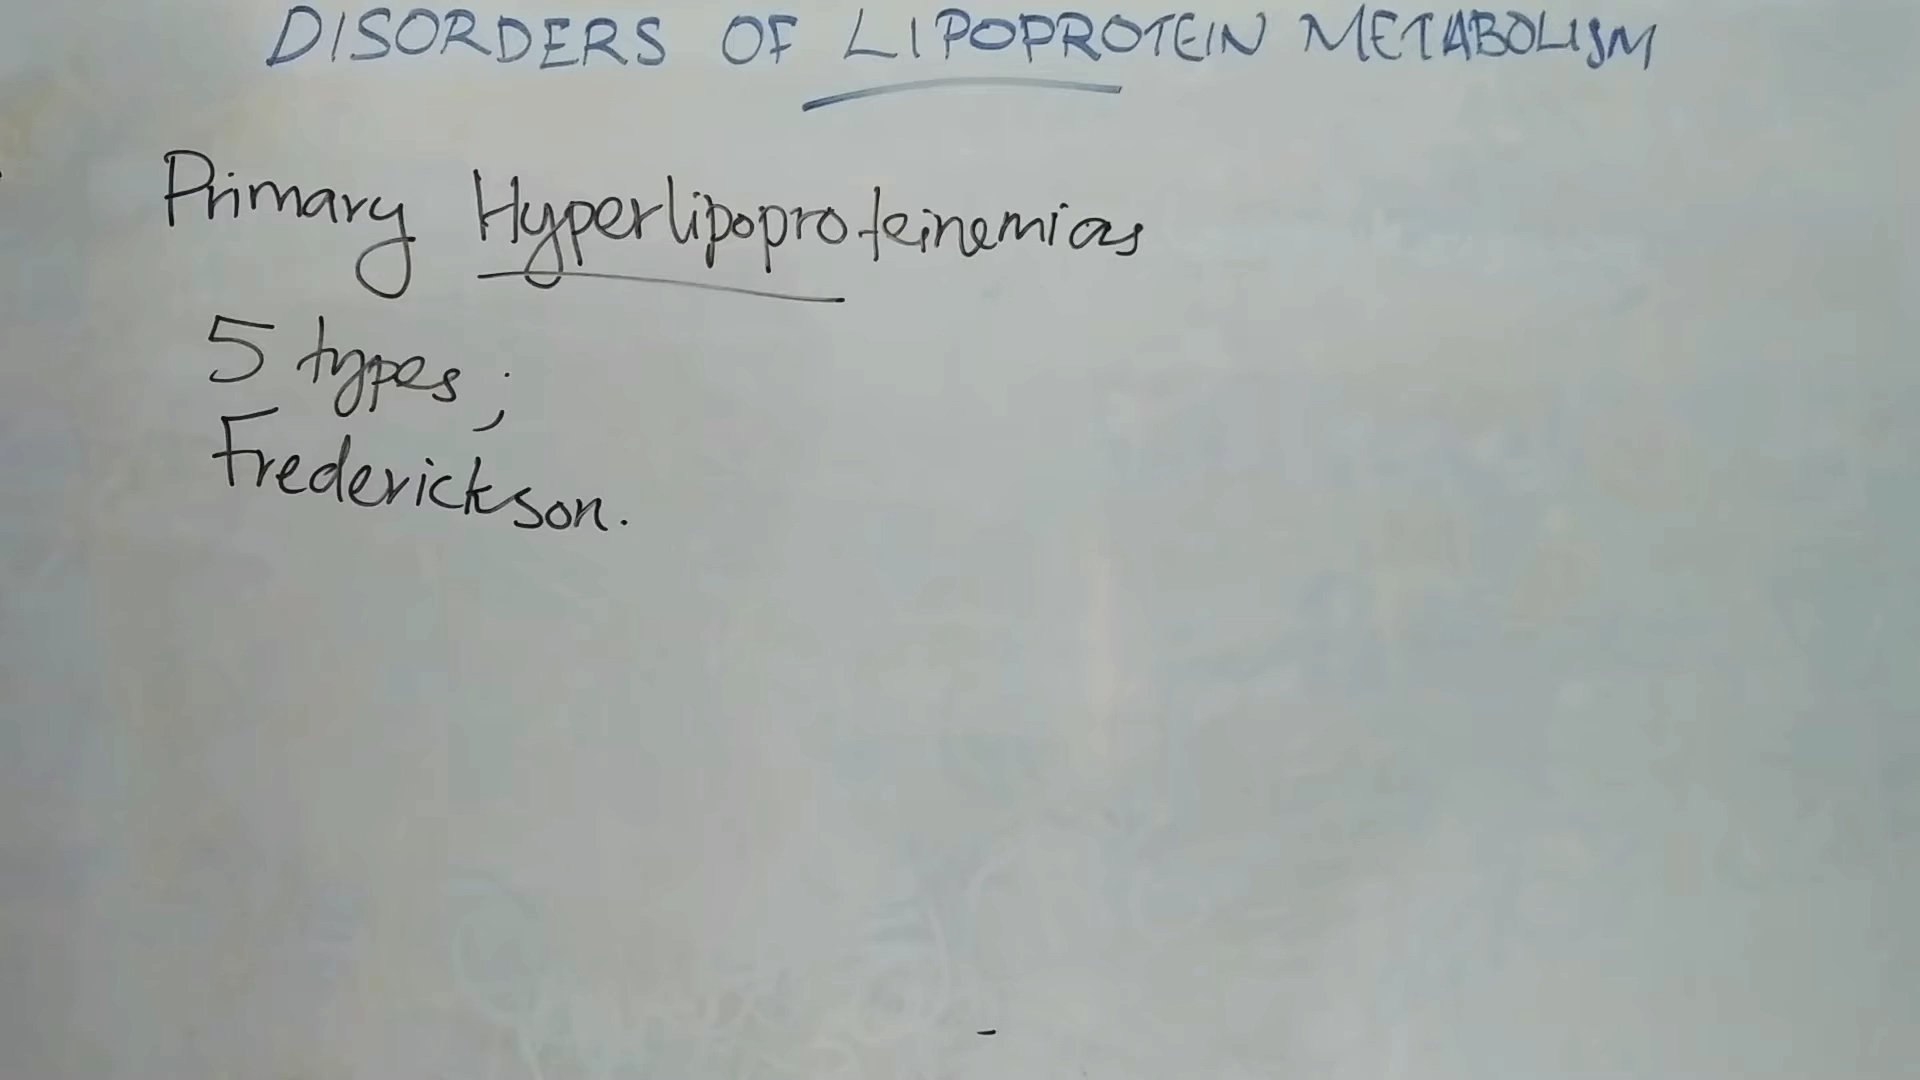 DISORDERS OF LIPOPROTEIN METABOLISM
Primary Hyperlipoproteinemias
5 types;
Frederickson.